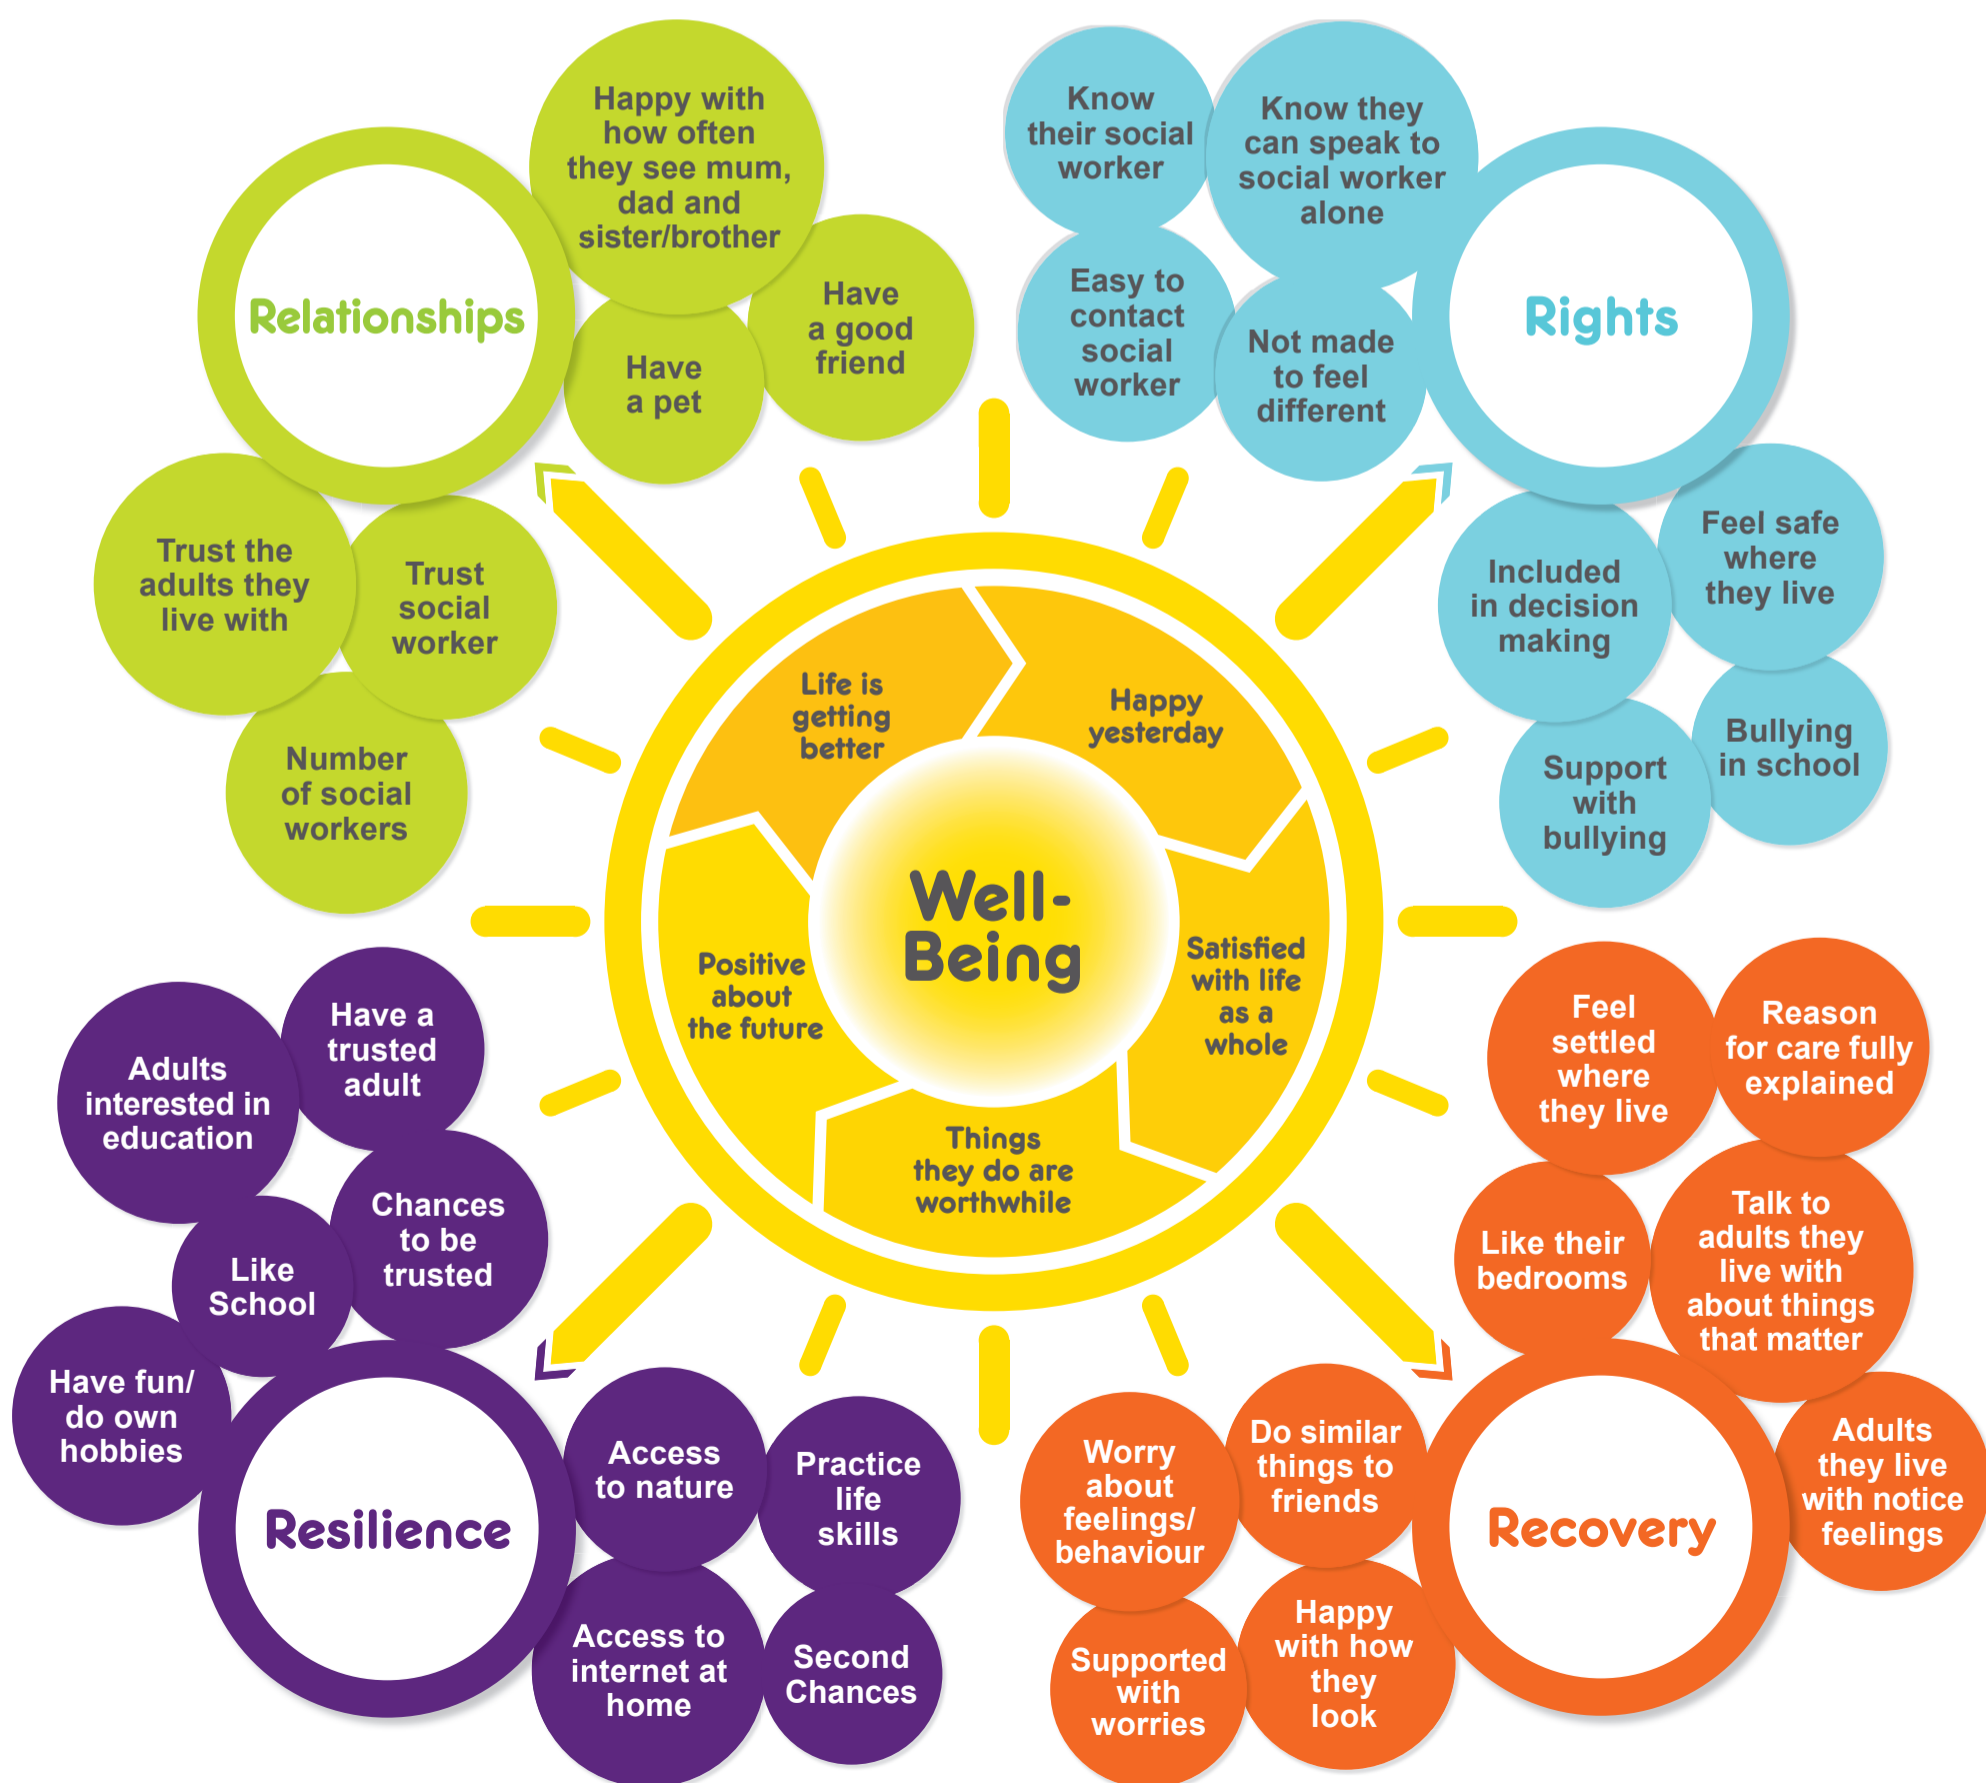 Relationships
Happy with
how often
they see mum,
dad and
sister/brother
Have
a good
friend
Have
a pet
Trust the
adults they
live with
Trust
social
worker
Number
of social
workers
Know
their social
worker
Know they
can speak to
social worker
alone
Easy to
contact
social
worker
Not made
to feel
different
Rights
Feel safe
where
they live
Included
in decision
making
Bullying
in school
Support
with
bullying
Life is
getting
better
Happy
yesterday
Satisfied
with life
as a
whole
Things
they do are
worthwhile
Positive
about
the future
Well-
Being
Have a
trusted
adult
Adults
interested in
education
Chances
to be
trusted
Like
School
Have fun/
do own
hobbies
Resilience
Access
to nature
Practice
life
skills
Access to
internet at
home
Second
Chances
Feel
settled
where
they live
Reason
for care fully
explained
Like their
bedrooms
Talk to
adults they
live with
about things
that matter
Adults
they live
with notice
feelings
Recovery
Do similar
things to
friends
Worry
about
feelings/
behaviour
Happy
with how
they
look
Supported
with
worries